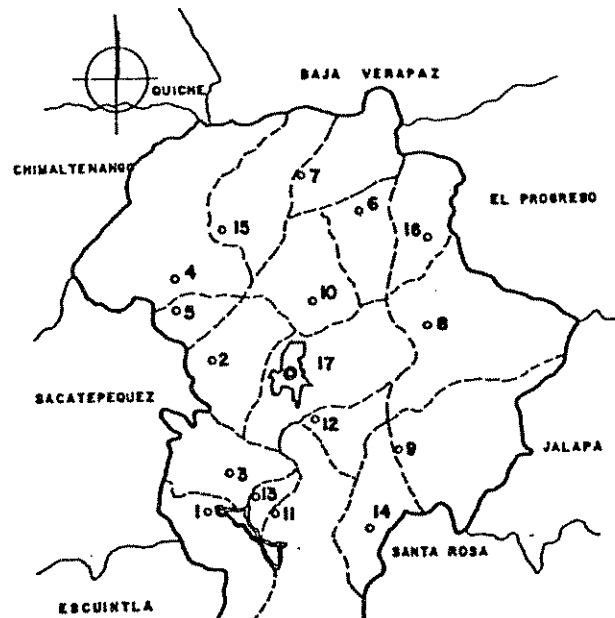 BAJA VERAPAZ
QUICHE
CHIMALTENANGO
7
EL PROGRESO
6
15
16
4
10
5
8
2
17
SACATEPEQUEZ
12
9
JALAPA
3
13
1
11
14
SANTA ROSA
ESCUINTLA